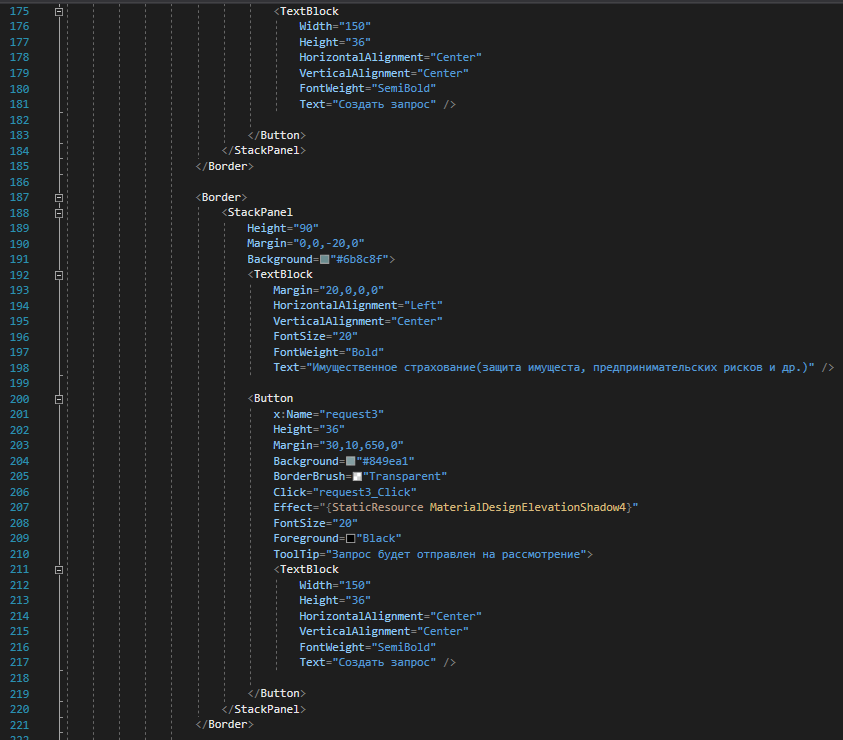 175 <TextBlock
176 Width="150"
177 Height="36"
178 HorizontalAlignment="Center"
179 VerticalAlignment="Center"
180 FontWeight="SemiBold"
181 Text="Создать запрос" />
182
183 </Button>
184 </StackPanel>
185 </Border>
186
187 <Border>
188 <StackPanel
189 Height="90"
190 Margin="0,0,-20,0"
191 Background="#6b8c8f">
192 <TextBlock
193 Margin="20,0,0,0"
194 HorizontalAlignment="Left"
195 VerticalAlignment="Center"
196 FontSize="20"
197 FontWeight="Bold"
198 Text="Имущественное страхование(защита имущеста, предпринимательских рисков и др.)" />
199
200 <Button
201 x:Name="request3"
202 Height="36"
203 Margin="30,10,650,0"
204 Background="#849ea1"
205 BorderBrush="Transparent"
206 Click="request3_Click"
207 Effect="{StaticResource MaterialDesignElevationShadow4}"
208 FontSize="20"
209 Foreground="Black"
210 ToolTip="Запрос будет отправлен на рассмотрение">
211 <TextBlock
212 Width="150"
213 Height="36"
214 HorizontalAlignment="Center"
215 VerticalAlignment="Center"
216 FontWeight="SemiBold"
217 Text="Создать запрос" />
218
219 </Button>
220 </StackPanel>
221 </Border>